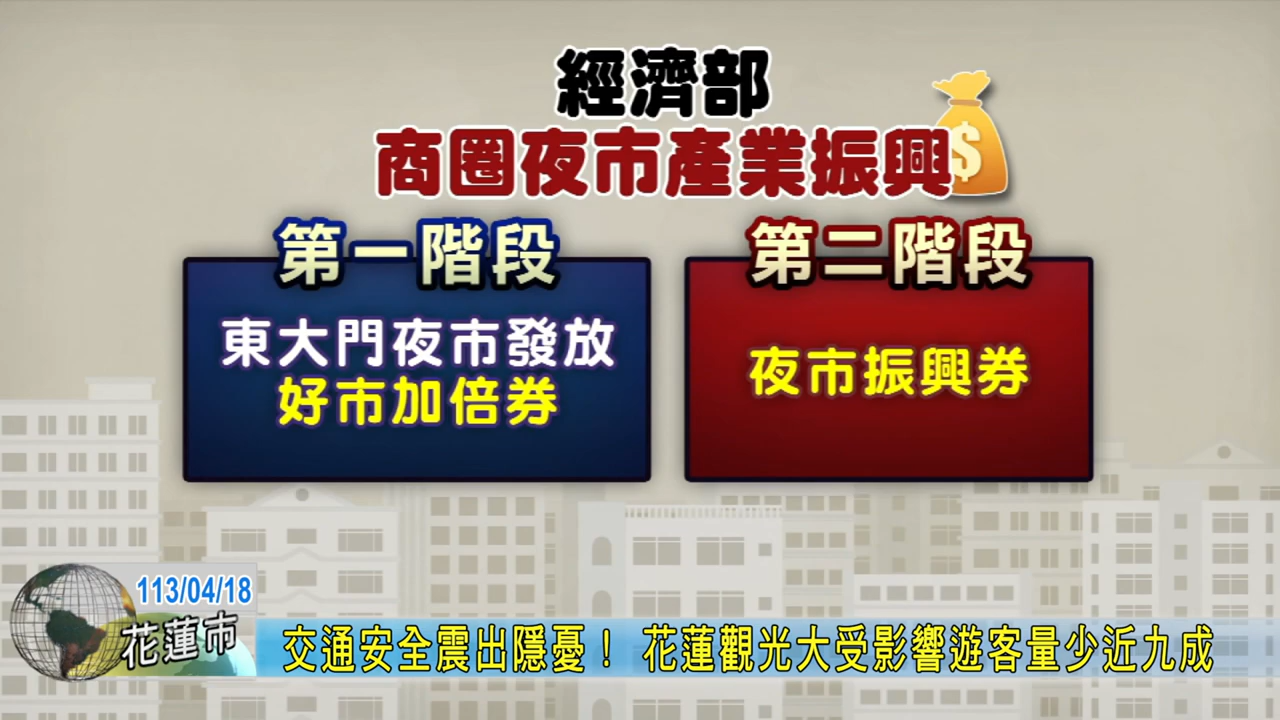 經濟部
商圈夜市產業振興
$
第一階段
東大門夜市發放
好市加倍券
第二階段
夜市振興券
113/04/18
花蓮市
交通安全震出隱憂！ 花蓮觀光大受影響遊客量少近九成